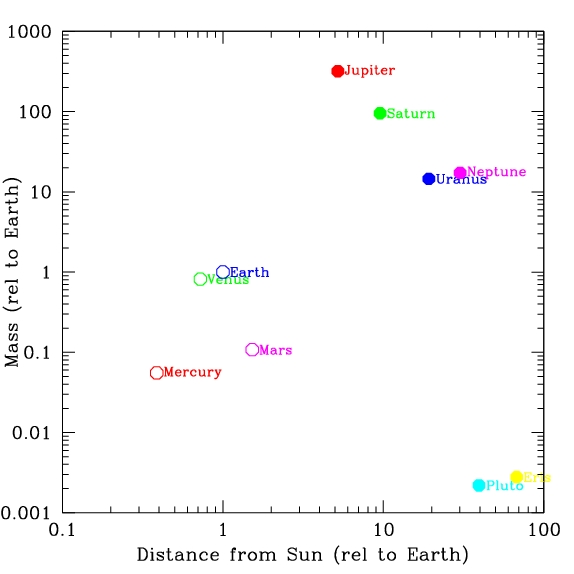 1000
Jupiter
100
Saturn
Neptune
10
Uranus
Mass (rel to Earth)
1
Earth
Venus
0.1
Mars
Mercury
0.01
Eris
Pluto
0.001
0.1 1 10 100
Distance from Sun (rel to Earth)